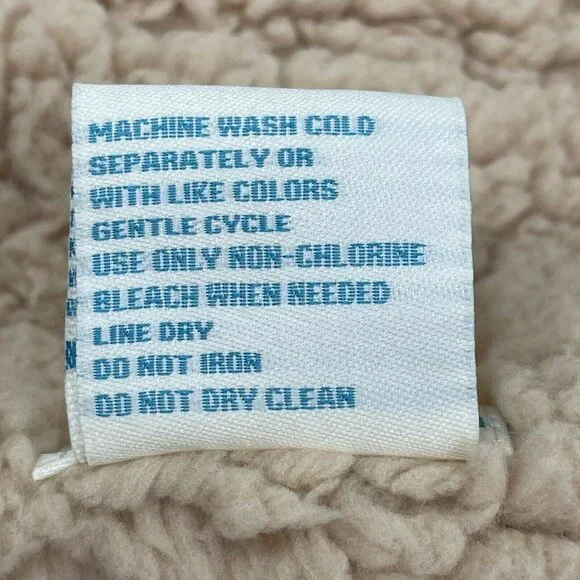 MACHINE WASH COLD
SEPARATELY OR
WITH LIKE COLORS
GENTLE CYCLE
USE ONLY NON-CHLORINE
BLEACH WHEN NEEDED
LINE DRY
DO NOT IRON
DO NOT DRY CLEAN